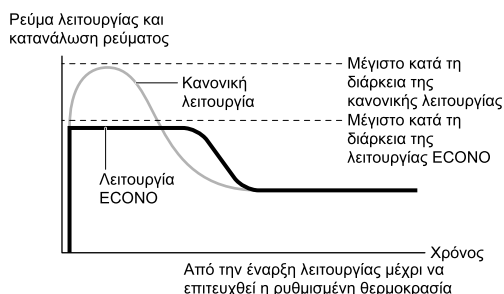 Ρεύμα λειτουργίας και
κατανάλωση ρεύματος
Μέγιστο κατά τη
διάρκεια της
κανονικής λειτουργίας
Κανονική
λειτουργία
Μέγιστο κατά τη
διάρκεια της
λειτουργίας ECONO
Λειτουργία
ECONO
Χρόνος
Από την έναρξη λειτουργίας μέχρι να
επιτευχθεί η ρυθμισμένη θερμοκρασία